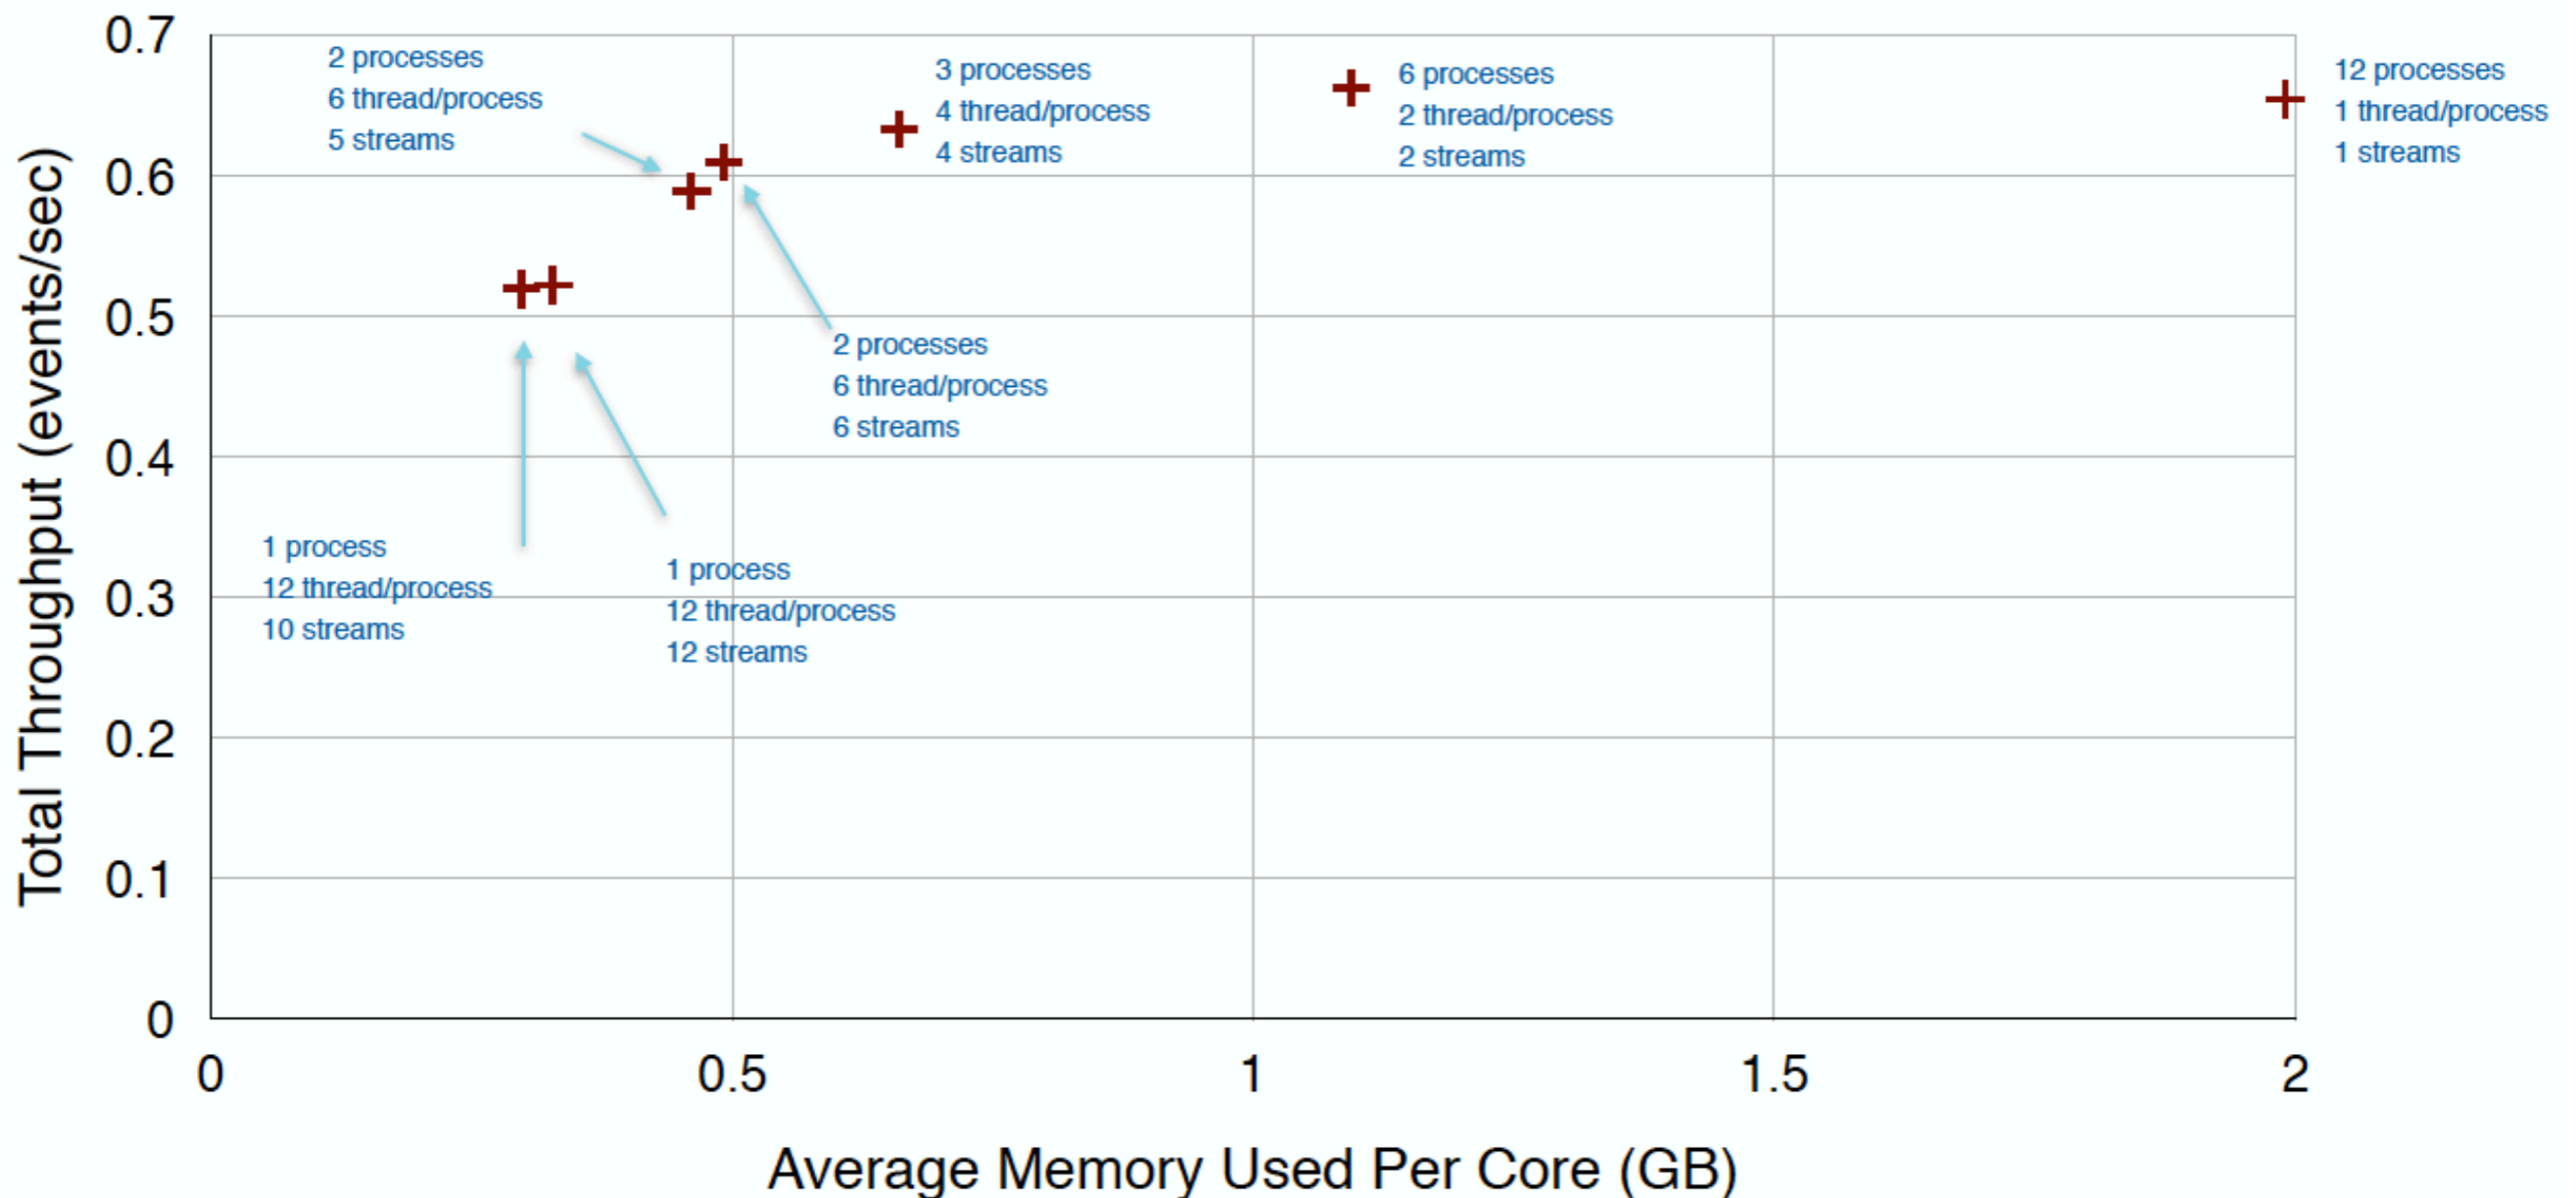 0.7
0.6
0.5
0.4
0.3
0.2
0.1
0
Total Throughput (events/sec)
2 processes
6 thread/process
5 streams
3 processes
4 thread/process
4 streams
6 processes
2 thread/process
2 streams
12 processes
1 thread/process
1 streams
2 processes
6 thread/process
6 streams
1 process
12 thread/process
10 streams
1 process
12 thread/process
12 streams
0
0.5
1
1.5
2
Average Memory Used Per Core (GB)